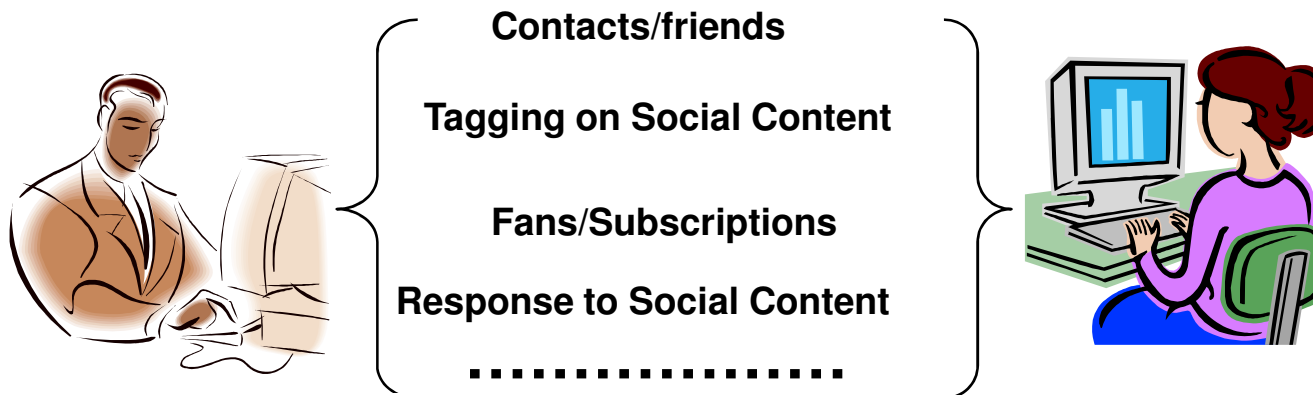 Contacts/friends
Tagging on Social Content
Fans/Subscriptions
Response to Social Content
..................